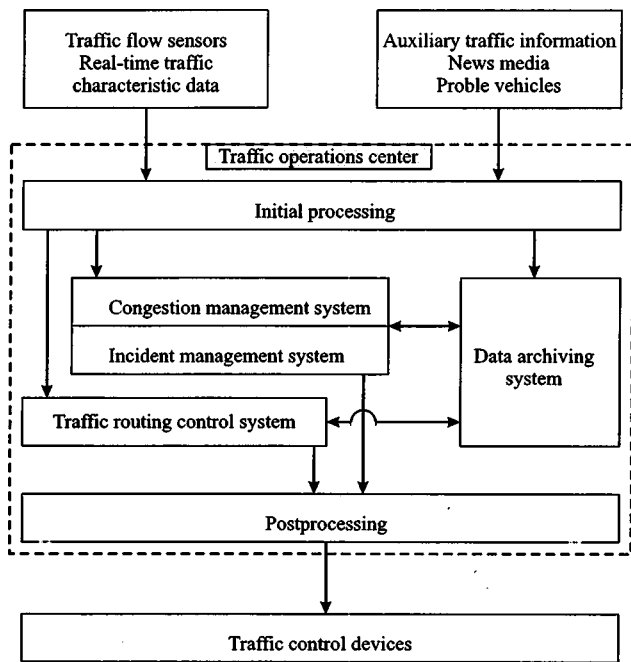 Traffic flow sensors
Real-time traffic
characteristic data
Auxiliary traffic information
News media
Proble vehicles
Traffic operations center
Initial processing
Congestion management system
Incident management system
Data archiving
system
Traffic routing control system
Postprocessing
Traffic control devices